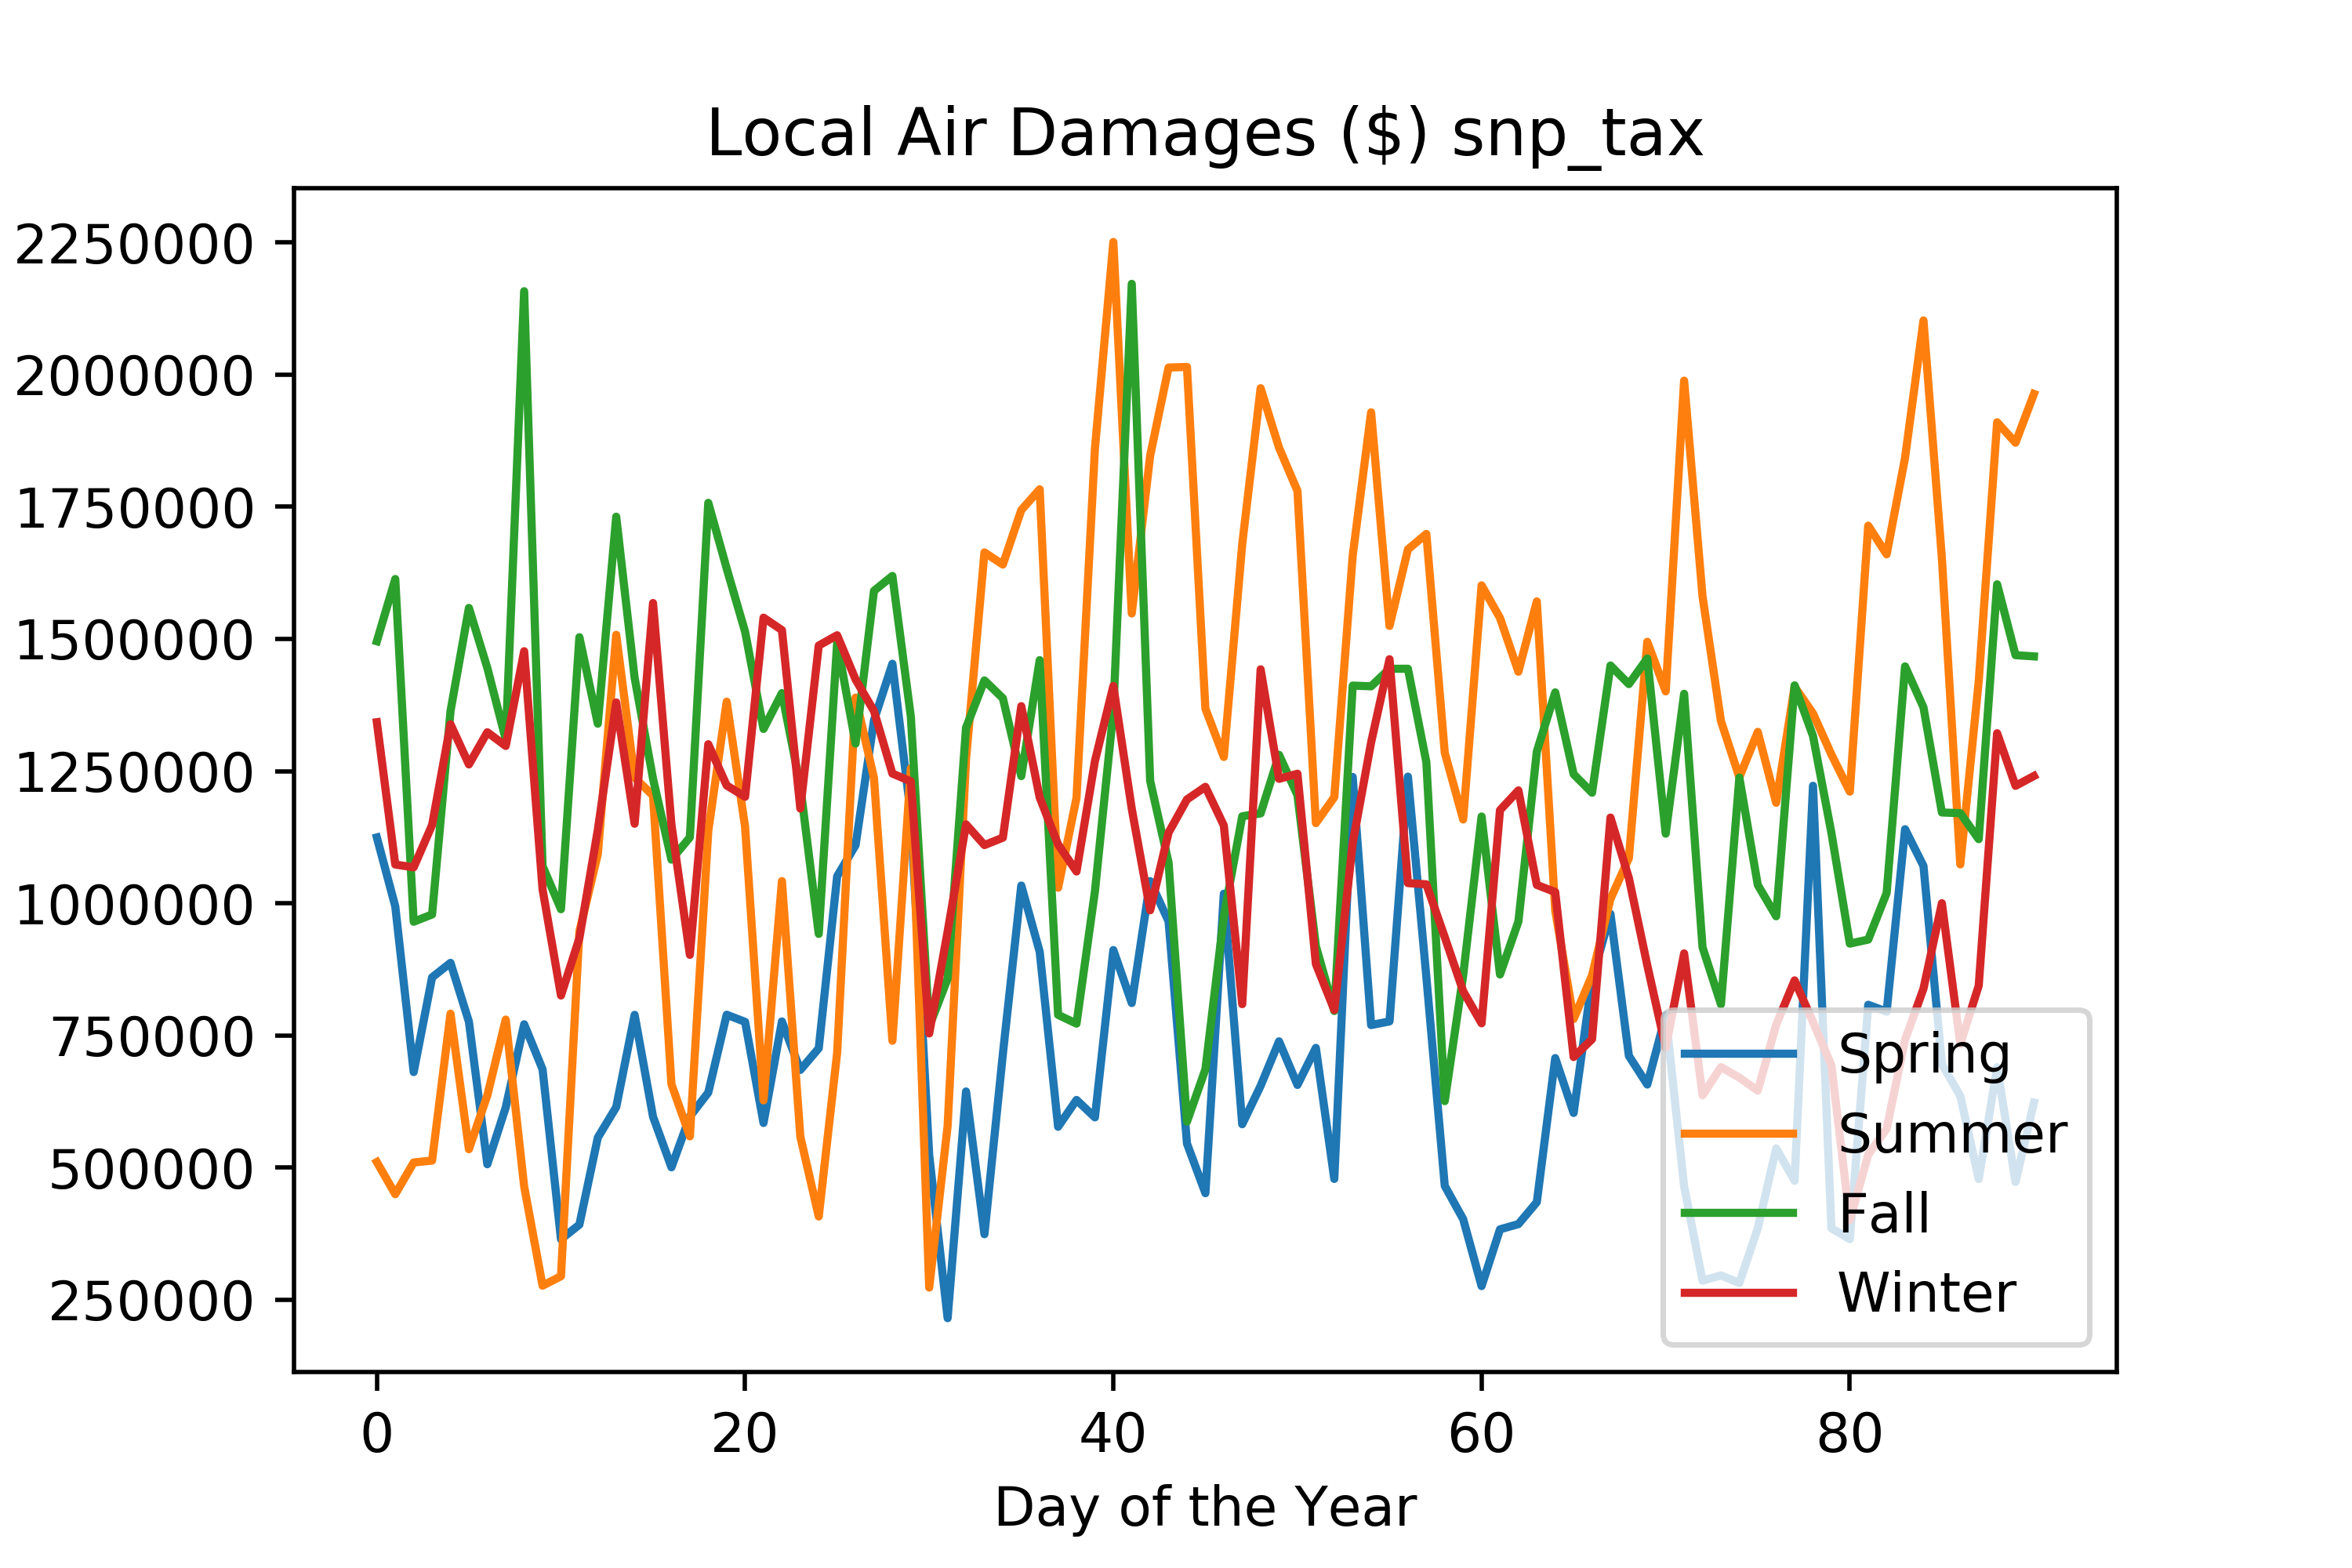 Local Air Damages ($) snp_tax
2250000
2000000
1750000
1500000
1250000
1000000
750000
500000
250000
Spring
Summer
Fall
Winter
0 20 40 60 80
Day of the Year